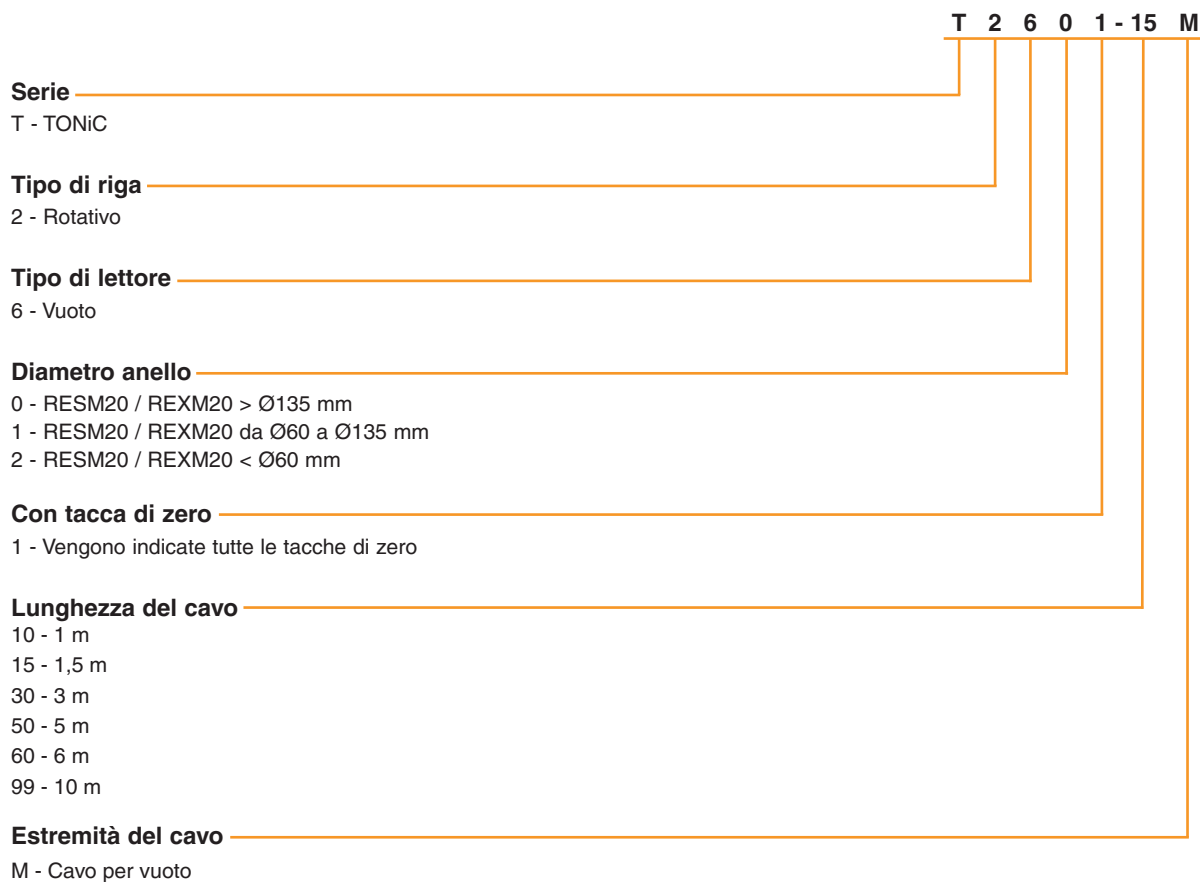 T 2 6 0 1 - 15 M
Serie
T - TONiC
Tipo di riga
2 - Rotativo
Tipo di lettore
6 - Vuoto
Diametro anello
0 - RESM20 / REXM20 > Ø135 mm
1 - RESM20 / REXM20 da Ø60 a Ø135 mm
2 - RESM20 / REXM20 < Ø60 mm
Con tacca di zero
1 - Vengono indicate tutte le tacche di zero
Lunghezza del cavo
10 - 1 m
15 - 1,5 m
30 - 3 m
50 - 5 m
60 - 6 m
99 - 10 m
Estremità del cavo
M - Cavo per vuoto